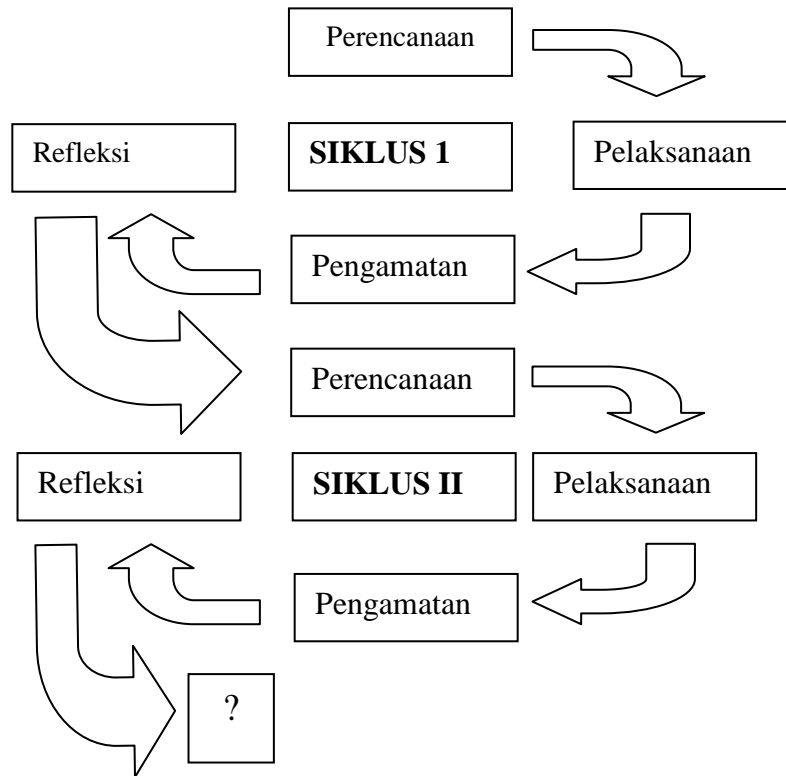 Perencanaan
Refleksi
SIKLUS 1
Pelaksanaan
Pengamatan
Perencanaan
Refleksi
SIKLUS II
Pelaksanaan
Pengamatan
?